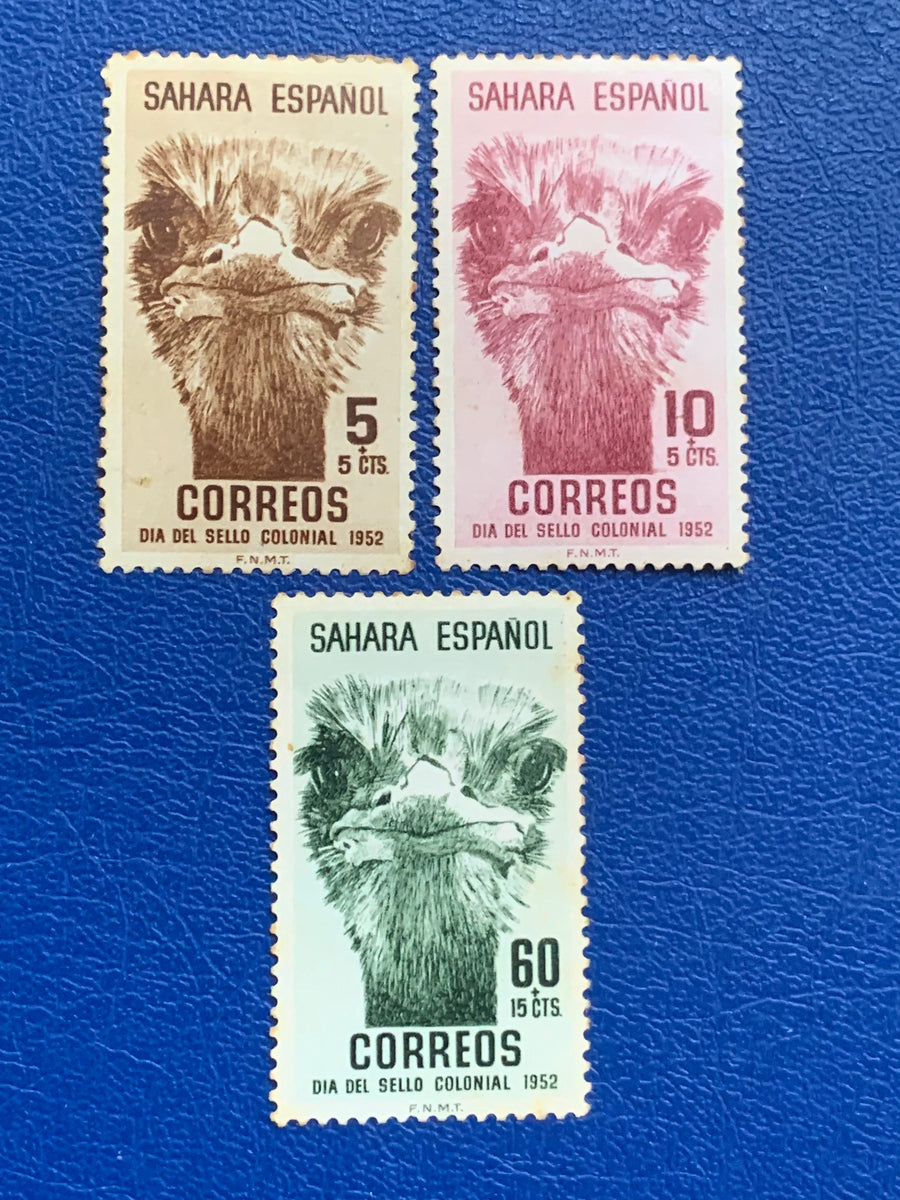 SAHARA ESPAÑOL
5
+
5 CTS.
CORREOS
DIA DEL SELLO COLONIAL 1952
F.N.M.T.
SAHARA ESPAÑOL
10
+
5 CTS.
CORREOS
DIA DEL SELLO COLONIAL 1952
F.N.M.T.
SAHARA ESPAÑOL
60
+
15 CTS.
CORREOS
DIA DEL SELLO COLONIAL 1952
F.N.M.T.